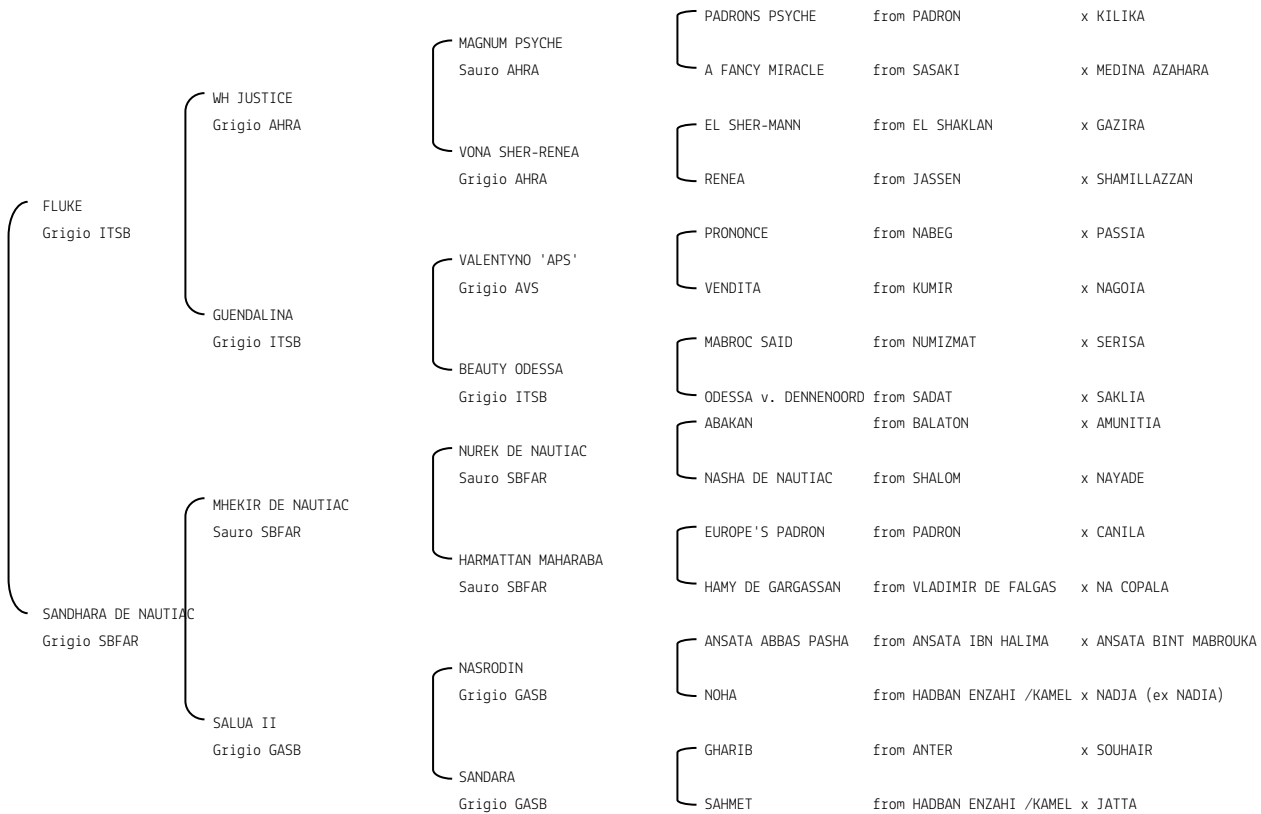 PADRONS PSYCHE from PADRON x KILIKA
MAGNUM PSYCHE
Sauro AHRA A FANCY MIRACLE from SASAKI x MEDINA AZAHARA
WH JUSTICE
Grigio AHRA EL SHER-MANN from EL SHAKLAN x GAZIRA
VONA SHER-RENEA
Grigio AHRA RENEA from JASSEN x SHAMILLAZZAN
FLUKE
Grigio ITSB PRONONCE from NABEG x PASSIA
VALENTYNO 'APS'
Grigio AVS VENDITA from KUMIR x NAGOIA
GUENDALINA
Grigio ITSB MABROC SAID from NUMIZMAT x SERISA
BEAUTY ODESSA
Grigio ITSB ODESSA v. DENNENOORD from SADAT x SAKLIA
ABAKAN from BALATON x AMUNITIA
NUREK DE NAUTIAC
Sauro SBFAR NASHA DE NAUTIAC from SHALOM x NAYADE
MHEKIR DE NAUTIAC
Sauro SBFAR EUROPE'S PADRON from PADRON x CANILA
HARMATTAN MAHARABA
Sauro SBFAR HAMY DE GARGASSAN from VLADIMIR DE FALGAS x NA COPALA
SANDHARA DE NAUTIAC
Grigio SBFAR ANSATA ABBAS PASHA from ANSATA IBN HALIMA x ANSATA BINT MABROUKA
NASRODIN
Grigio GASB NOHA from HADBAN ENZAHI /KAMEL x NADJA (ex NADIA)
SALUA II
Grigio GASB GHARIB from ANTER x SOUHAIR
SANDARA
Grigio GASB SAHMET from HADBAN ENZAHI /KAMEL x JATTA